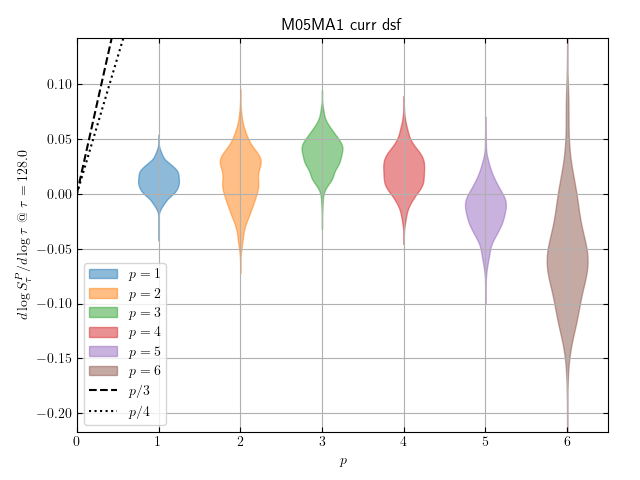 M05MA1 curr dsf
d log S_τ^P / d log τ @ τ = 128.0
0.10
0.05
0.00
−0.05
−0.10
−0.15
−0.20
p = 1
p = 2
p = 3
p = 4
p = 5
p = 6
p/3
p/4
0 1 2 3 4 5 6
p